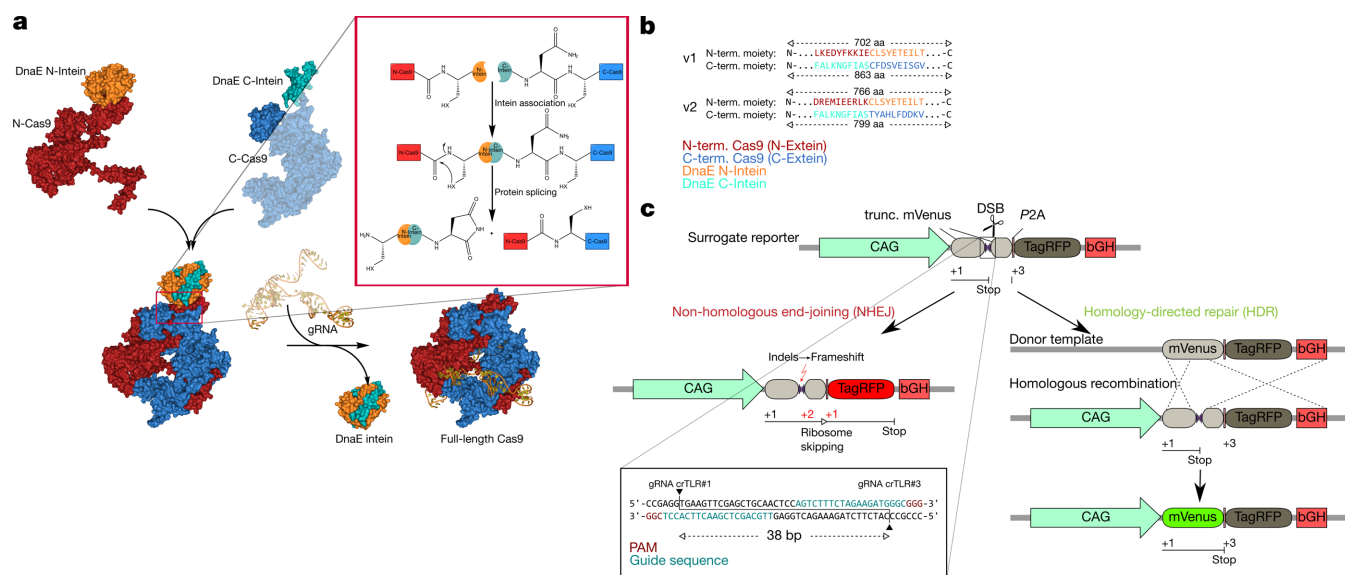 a
DnaE N-Intein
DnaE C-Intein
N-Cas9
C-Cas9
gRNA
DnaE intein
Full-length Cas9
N-Cas9
O
N
H
HX
N-Intein
C-Intein
O
NH2
H
N
O
N
H
HX
O
C-Cas9
Intein association
N-Cas9
O
H
N
HX
N-Intein
C-Intein
O
NH2
H
N
O
N
H
HX
O
C-Cas9
Protein splicing
H2N
O
HX
N-Intein
C-Intein
H
N
O
NH
O
+
N-Cas9
O
N
H
XH
O
C-Cas9
b
702 aa
v1
N-term. moiety: N-...LKEDYFKKIECLSYETEILT...-C
C-term. moiety: N-...FALKNGFIASCFDSVEISGV...-C
863 aa
766 aa
v2
N-term. moiety: N-...DREMIEERLKCLSYETEILT...-C
C-term. moiety: N-...FALKNGFIASTYAHLFDDKV...-C
799 aa
N-term. Cas9 (N-Extein)
C-term. Cas9 (C-Extein)
DnaE N-Intein
DnaE C-Intein
c
trunc. mVenus
DSB
P2A
Surrogate reporter
CAG
TagRFP
bGH
+1
Stop
+3
Non-homologous end-joining (NHEJ)
Indels→Frameshift
CAG
TagRFP
bGH
+1
+2
+1
Ribosome
skipping
Stop
Homology-directed repair (HDR)
Donor template
mVenus
TagRFP
bGH
Homologous recombination
CAG
TagRFP
bGH
+1
+3
Stop
CAG
mVenus
TagRFP
bGH
+1
+3
Stop
gRNA crTLR#1
gRNA crTLR#3
5'-CCGAGGTGAAGTTCGAGCTGCAACTCCAGTCTTTCTAGAAGATGGGCGGG-3'
3'-GGCTCCACTTCAAGCTCGACGTTGAGGTCAGAAAGATCTTCTACCCGCCC-5'
38 bp
PAM
Guide sequence